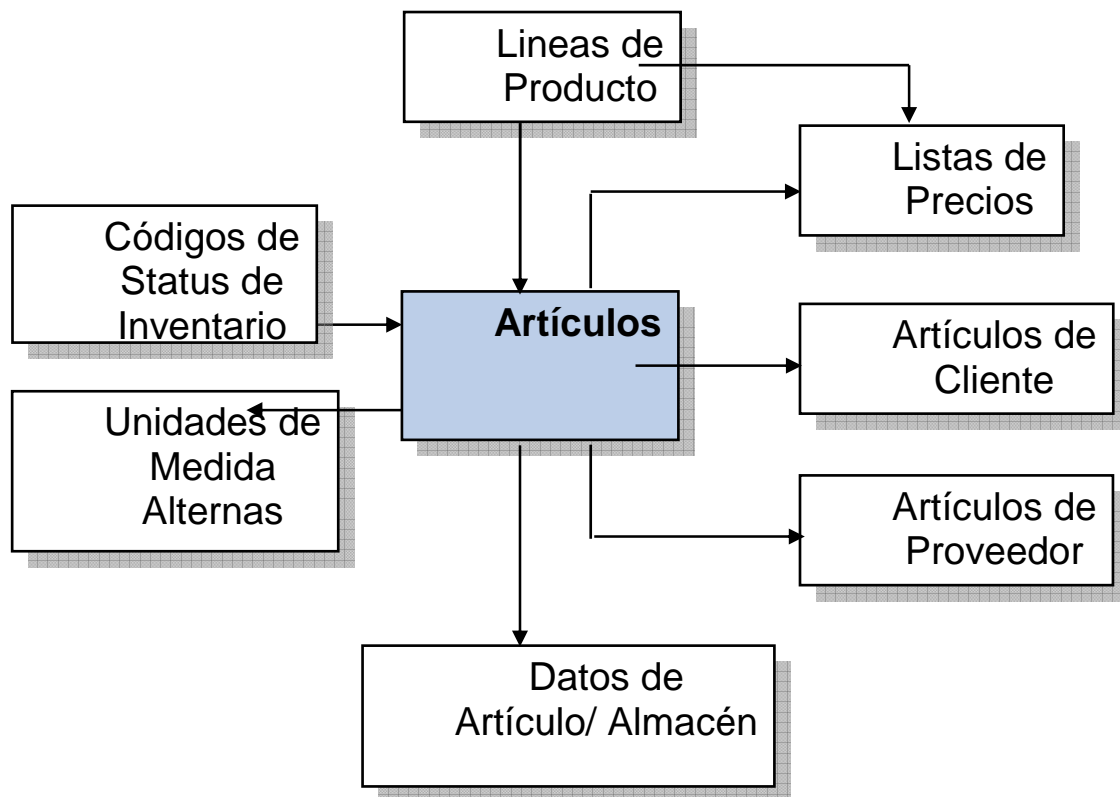 Lineas de
Producto
Listas de
Precios
Códigos de
Status de
Inventario
Artículos
Artículos de
Cliente
Unidades de
Medida
Alternas
Artículos de
Proveedor
Datos de
Artículo/ Almacén